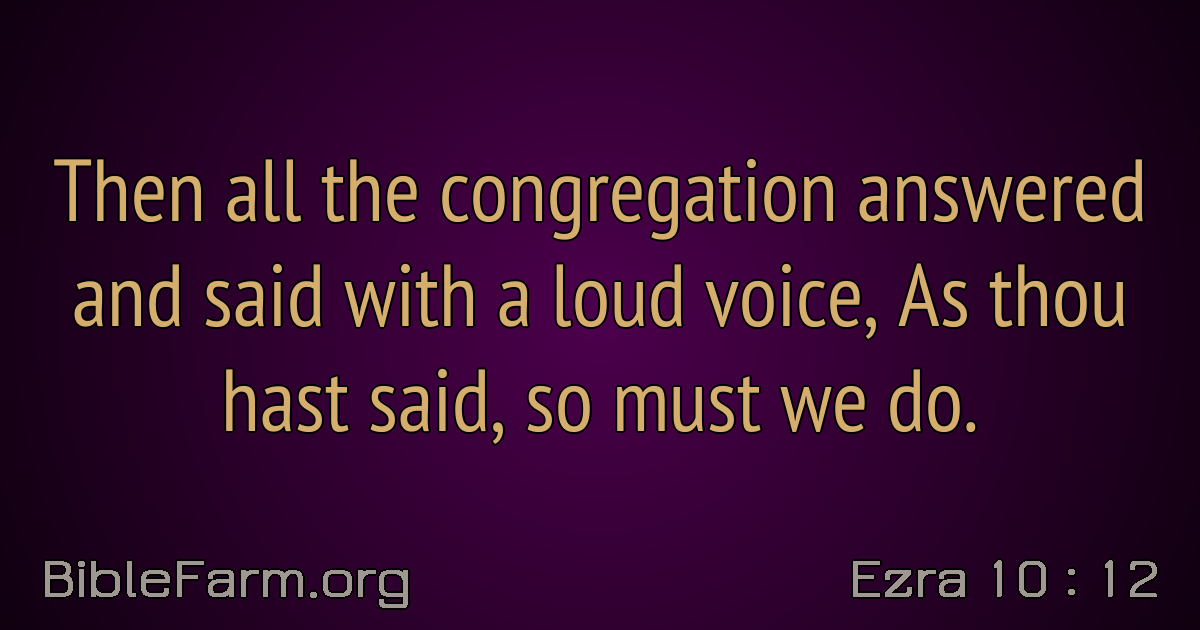 Then all the congregation answered
and said with a loud voice, As thou
hast said, so must we do.
BibleFarm.org
Ezra 10 : 12